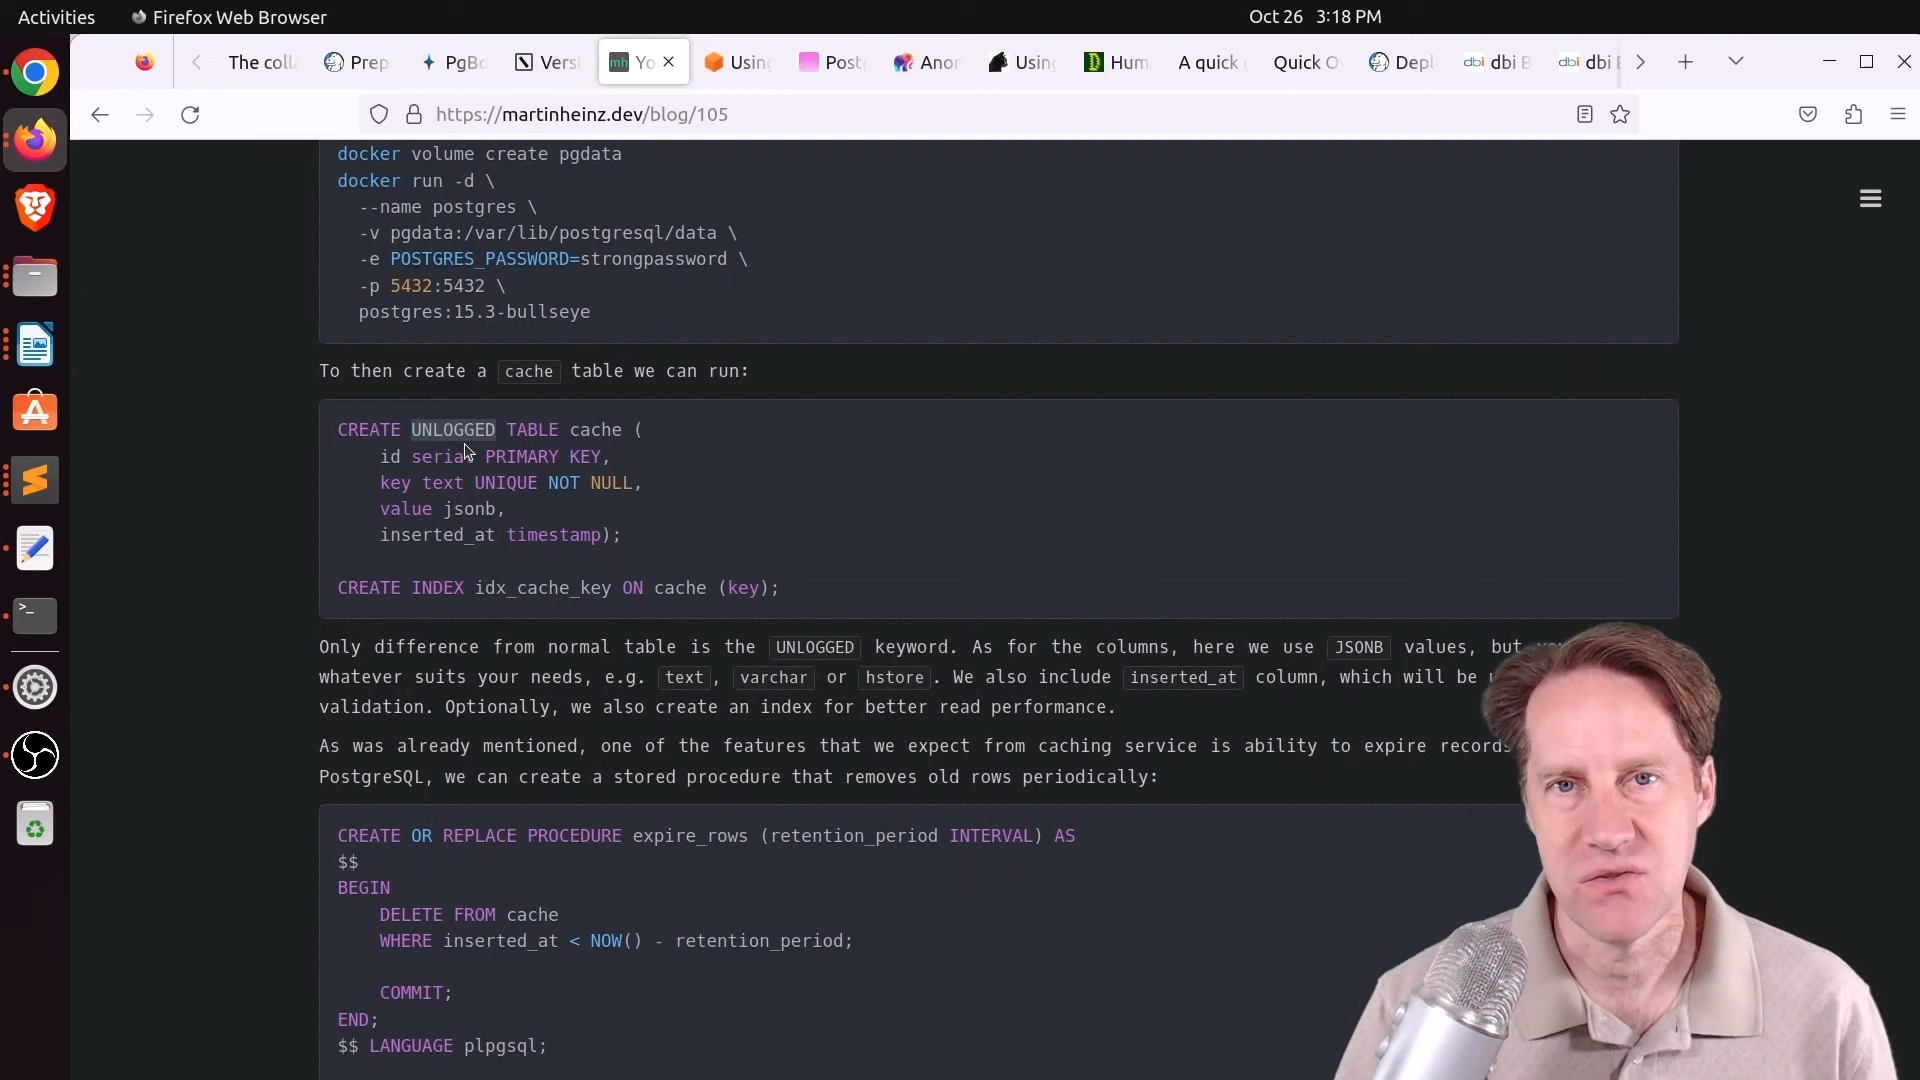 Activities Firefox Web Browser Oct 26 3:18 PM
The coll Prep PgBo Versi mh Yo Using Post Anon Using Hum A quick Quick O Depl dbi dbi B dbi dbi
https://martinheinz.dev/blog/105
docker volume create pgdata
docker run -d \
--name postgres \
-v pgdata:/var/lib/postgresql/data \
-e POSTGRES_PASSWORD=strongpassword \
-p 5432:5432 \
postgres:15.3-bullseye
To then create a cache table we can run:
CREATE UNLOGGED TABLE cache (
id serial PRIMARY KEY,
key text UNIQUE NOT NULL,
value jsonb,
inserted_at timestamp);
CREATE INDEX idx_cache_key ON cache (key);
Only difference from normal table is the UNLOGGED keyword. As for the columns, here we use JSONB values, but
whatever suits your needs, e.g. text, varchar or hstore. We also include inserted_at column, which will be
validation. Optionally, we also create an index for better read performance.
As was already mentioned, one of the features that we expect from caching service is ability to expire records
PostgreSQL, we can create a stored procedure that removes old rows periodically:
CREATE OR REPLACE PROCEDURE expire_rows (retention_period INTERVAL) AS
$$
BEGIN
DELETE FROM cache
WHERE inserted_at < NOW() - retention_period;
COMMIT;
END;
$$ LANGUAGE plpgsql;